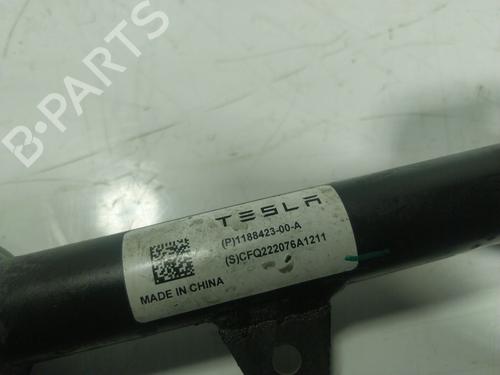 B-PARTS
TESLA
(P)1188423-00-A
(S)CFQ222076A1211
MADE IN CHINA